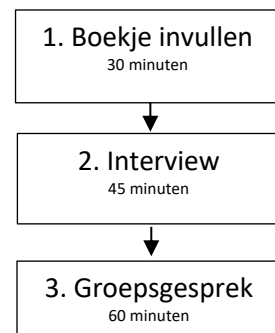 1. Boekje invullen
30 minuten
2. Interview
45 minuten
3. Groepsgesprek
60 minuten